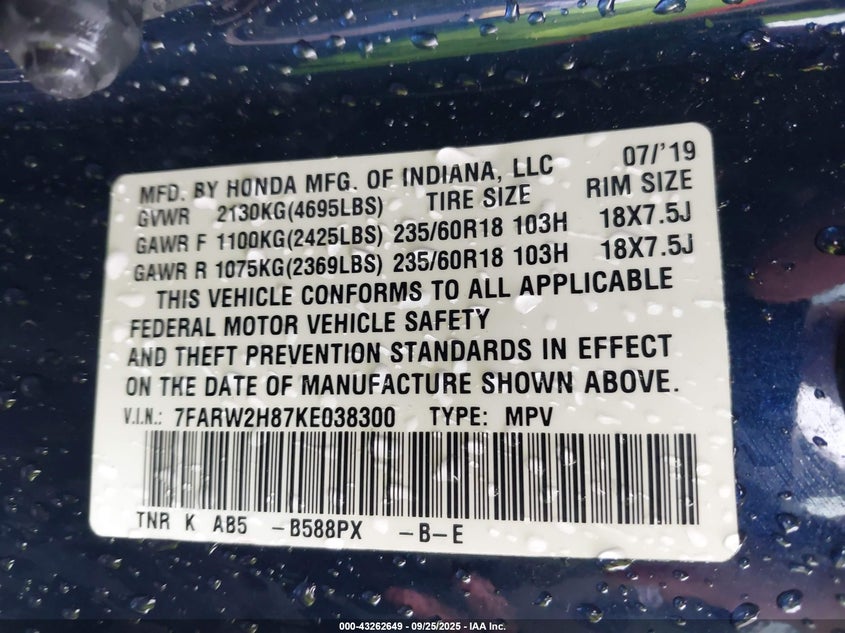 MFD. BY HONDA MFG. OF INDIANA, LLC 07/'19
GVWR 2130KG(4695LBS) TIRE SIZE RIM SIZE
GAWR F 1100KG(2425LBS) 235/60R18 103H 18X7.5J
GAWR R 1075KG(2369LBS) 235/60R18 103H 18X7.5J
THIS VEHICLE CONFORMS TO ALL APPLICABLE
FEDERAL MOTOR VEHICLE SAFETY
AND THEFT PREVENTION STANDARDS IN EFFECT
ON THE DATE OF MANUFACTURE SHOWN ABOVE.
V.I.N.: 7FARW2H87KE038300 TYPE: MPV
TNR K AB5 -B588PX -B-E
000-43262649 - 09/25/2025 - IAA Inc.